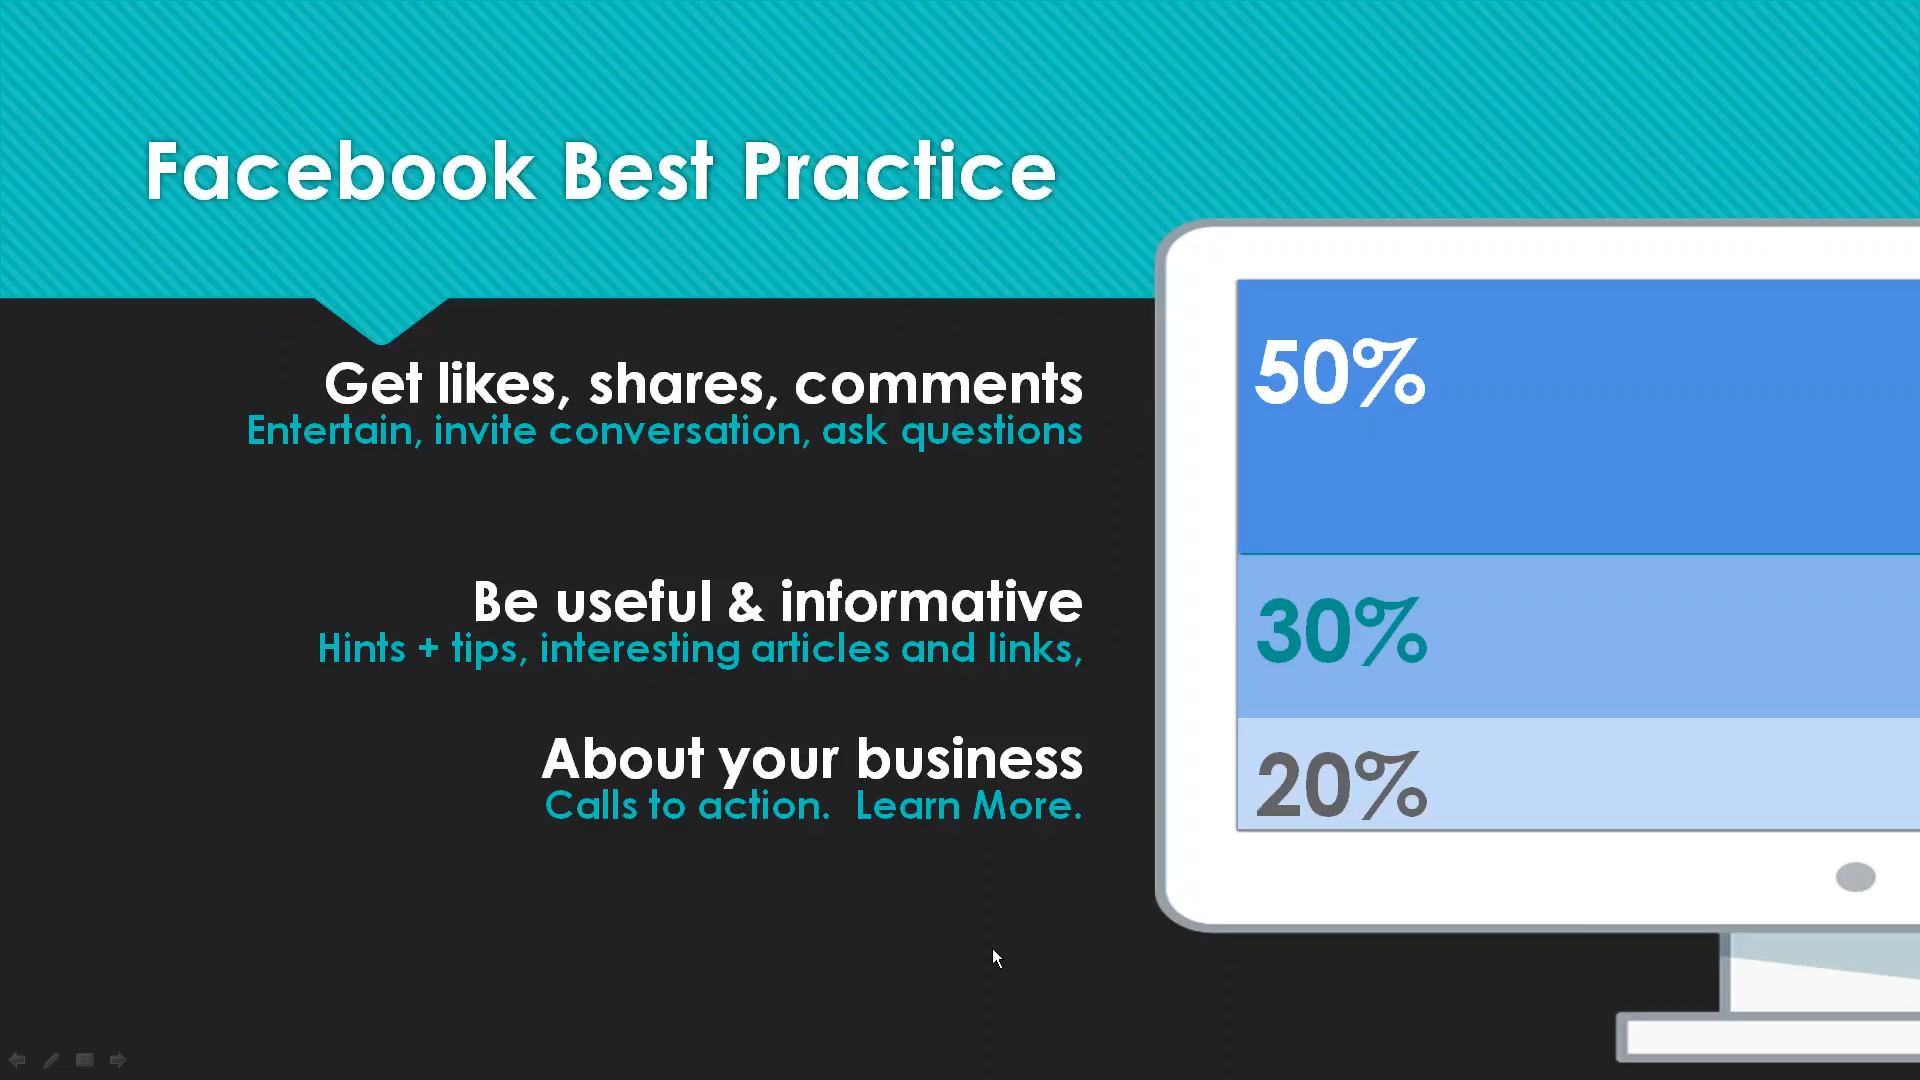 Facebook Best Practice
Get likes, shares, comments
Entertain, invite conversation, ask questions
50%
Be useful & informative
Hints + tips, interesting articles and links,
30%
About your business
Calls to action.  Learn More.
20%